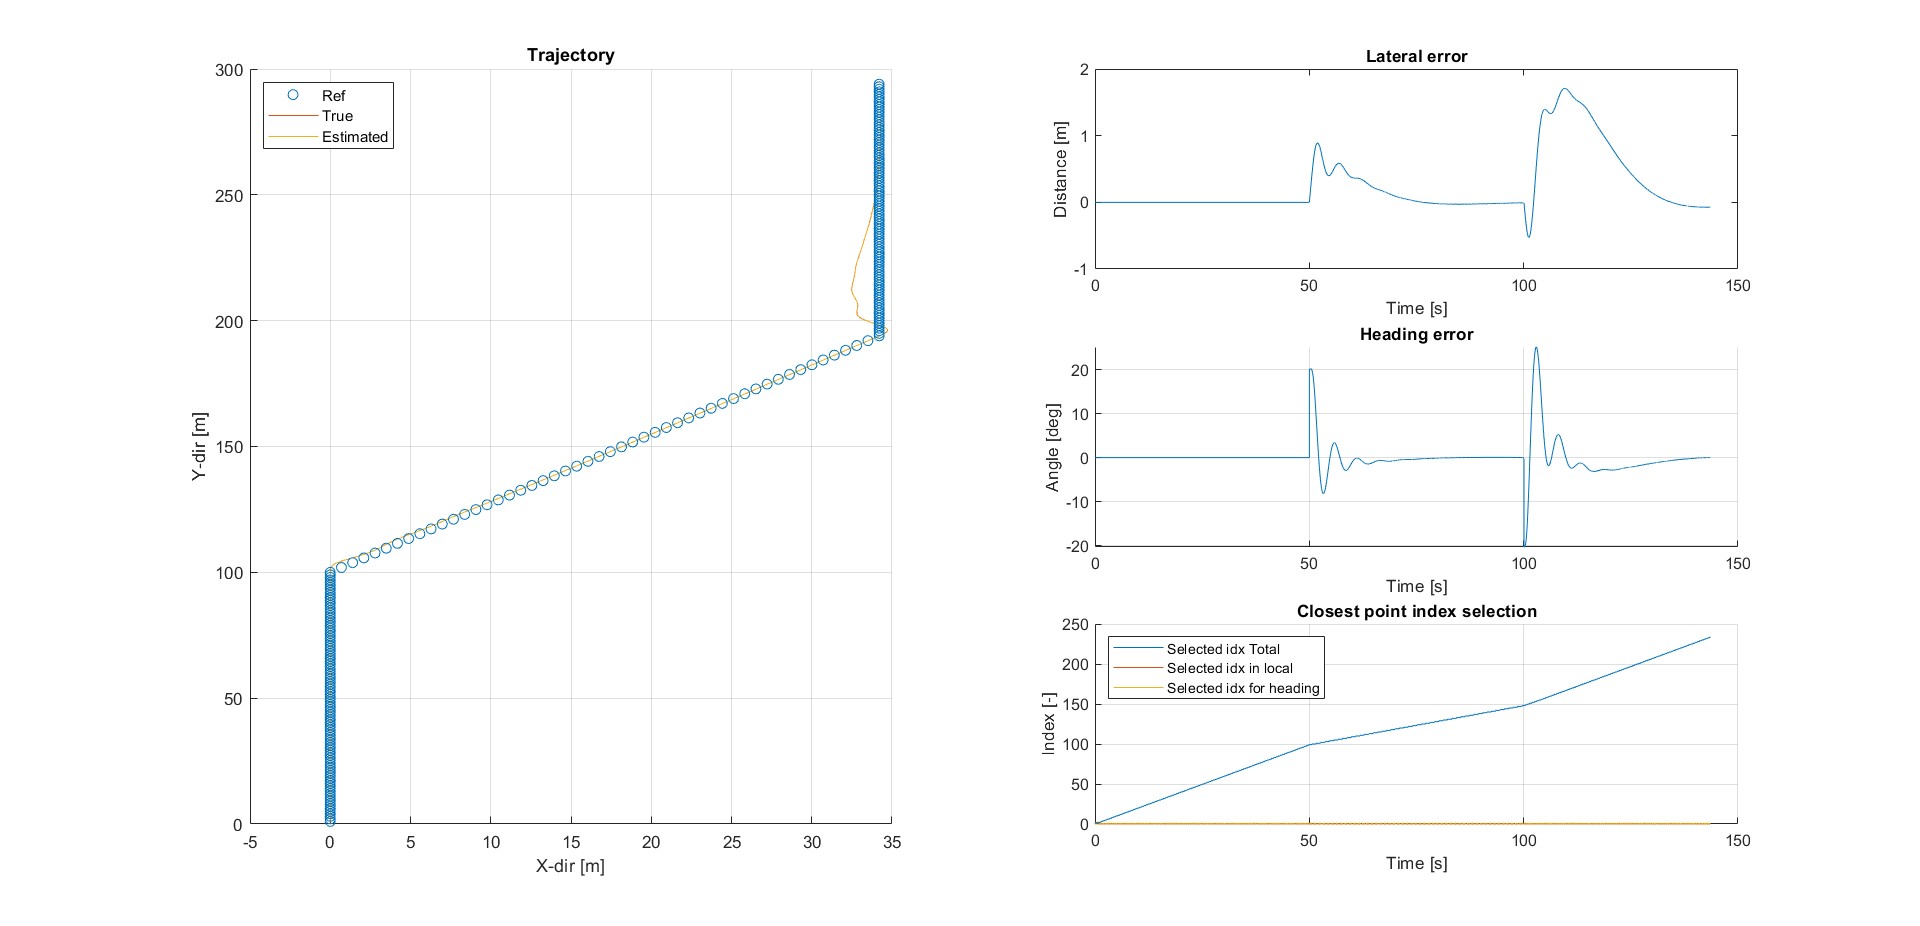 Trajectory
300
250
200
150
100
50
0
-5
0
5
10
15
20
25
30
35
X-dir [m]
Y-dir [m]
Ref
True
Estimated
Lateral error
2
1
0
-1
0
50
100
150
Time [s]
Distance [m]
Heading error
20
10
0
-10
-20
0
50
100
150
Time [s]
Angle [deg]
Closest point index selection
250
200
150
100
50
0
0
50
100
150
Time [s]
Index [-]
Selected idx Total
Selected idx in local
Selected idx for heading